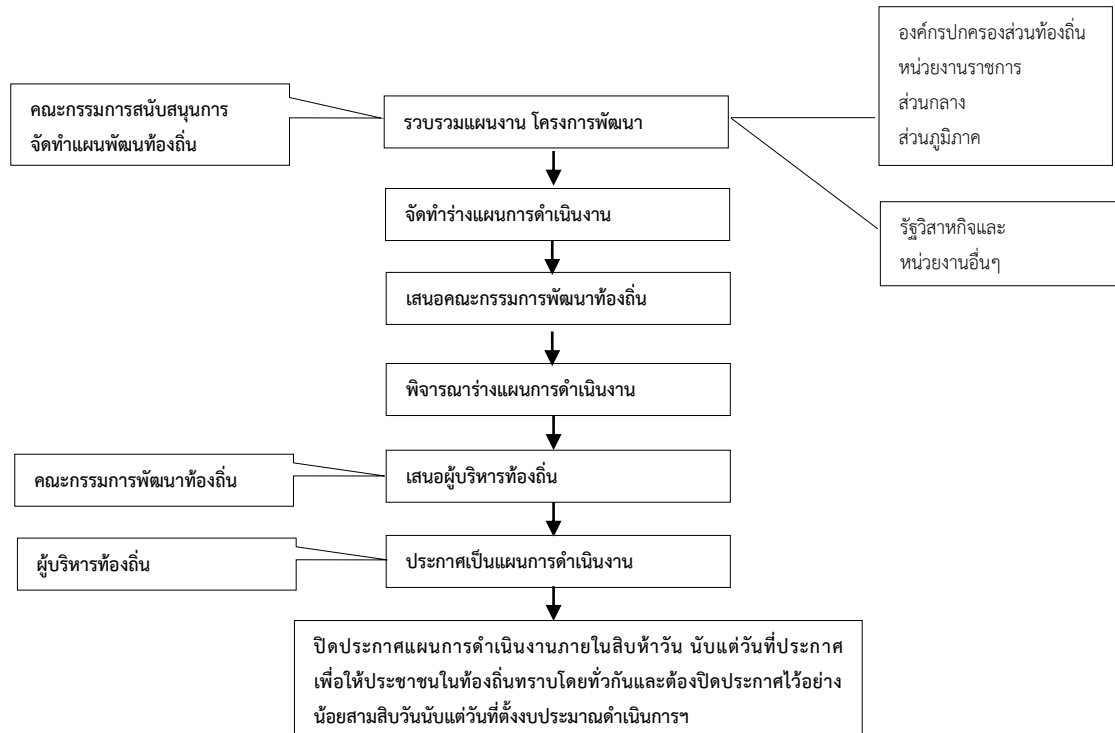 องค์กรปกครองส่วนท้องถิ่น
หน่วยงานราชการ
ส่วนกลาง
ส่วนภูมิภาค
คณะกรรมการสนับสนุนการ
จัดทำแผนพัฒนท้องถิ่น
รวบรวมแผนงาน โครงการพัฒนา
จัดทำร่างแผนการดำเนินงาน
รัฐวิสาหกิจและ
หน่วยงานอื่นๆ
เสนอคณะกรรมการพัฒนาท้องถิ่น
พิจารณาร่างแผนการดำเนินงาน
คณะกรรมการพัฒนาท้องถิ่น
เสนอผู้บริหารท้องถิ่น
ผู้บริหารท้องถิ่น
ประกาศเป็นแผนการดำเนินงาน
ปิดประกาศแผนการดำเนินงานภายในสิบห้าวัน นับแต่วันที่ประกาศ
เพื่อให้ประชาชนในท้องถิ่นทราบโดยทั่วกันและต้องปิดประกาศไว้อย่าง
น้อยสามสิบวันนับแต่วันที่ตั้งงบประมาณดำเนินการฯ